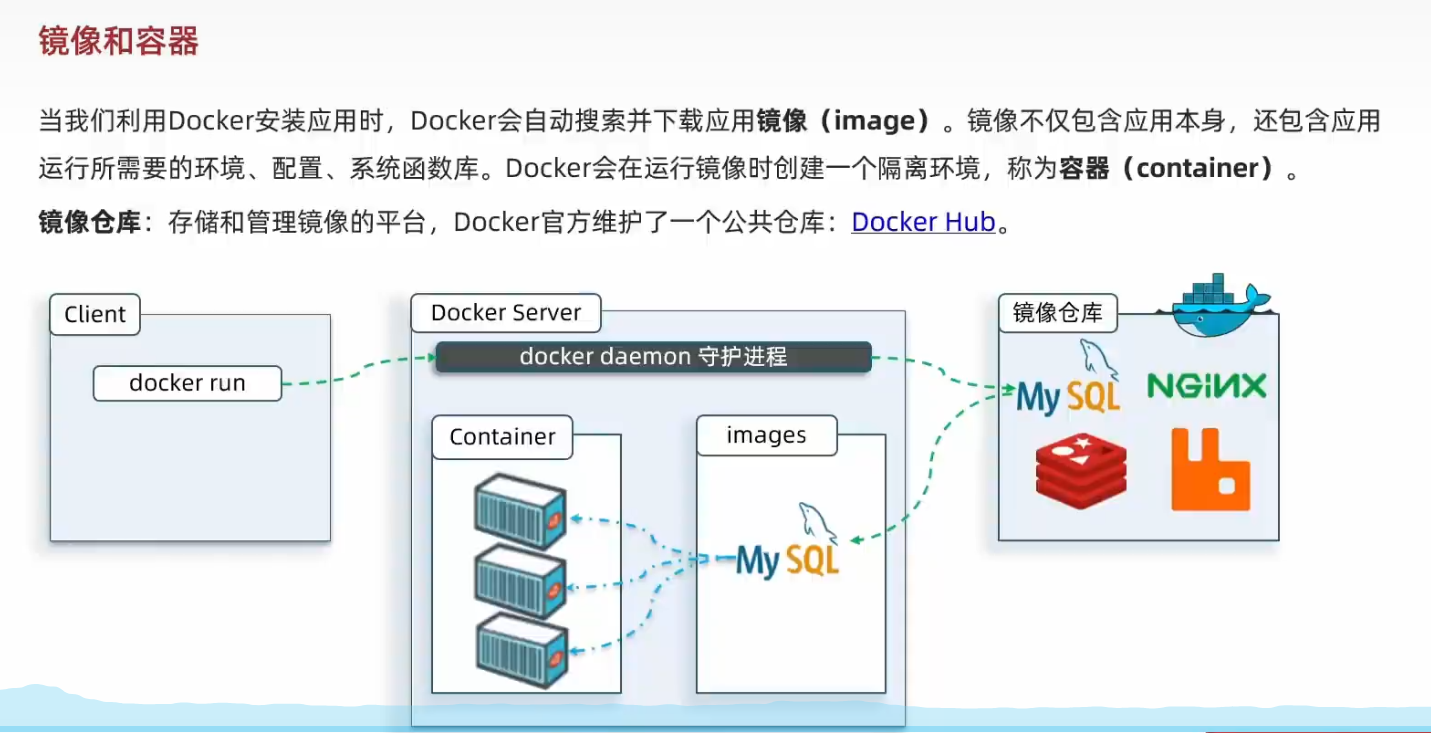 镜像和容器
当我们利用Docker安装应用时，Docker会自动搜索并下载应用镜像（image）。镜像不仅包含应用本身，还包含应用
运行所需要的环境、配置、系统函数库。Docker会在运行镜像时创建一个隔离环境，称为容器（container）。
镜像仓库：存储和管理镜像的平台，Docker官方维护了一个公共仓库：Docker Hub。
Client
docker run
Docker Server
docker daemon 守护进程
Container
images
MySQL
镜像仓库
MySQL
NGINX